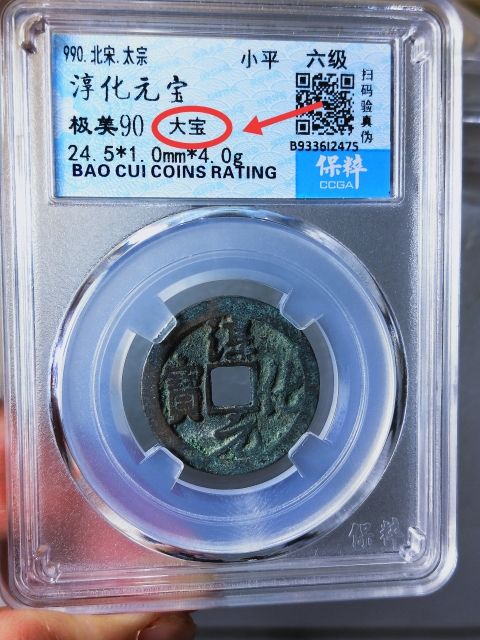 990.北宋.太宗 小平 六级
淳化元宝
极美90 大宝
扫码验真伪
B933612475
24.5*1.0mm*4.0g
保粹
BAO CUI COINS RATING
CCGA
淳化元寶
保粹